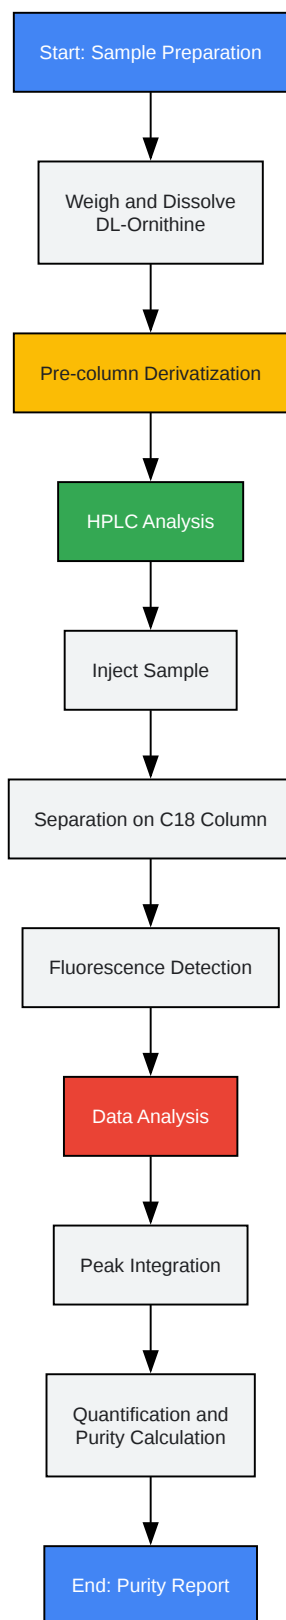 Start: Sample Preparation
Weigh and Dissolve
DL-Ornithine
Pre-column Derivatization
HPLC Analysis
Inject Sample
Separation on C18 Column
Fluorescence Detection
Data Analysis
Peak Integration
Quantification and
Purity Calculation
End: Purity Report